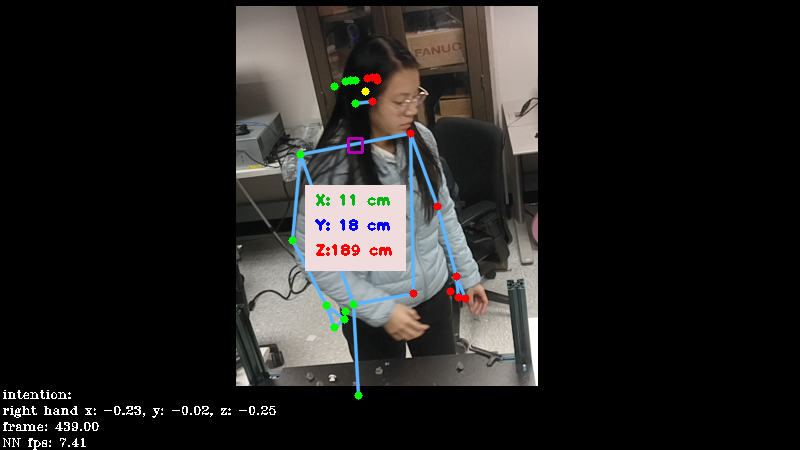 FANUC
X: 11 cm
Y: 18 cm
Z:189 cm
intention:
right hand x: -0.23, y: -0.02, z: -0.25
frame: 439.00
NN fps: 7.41